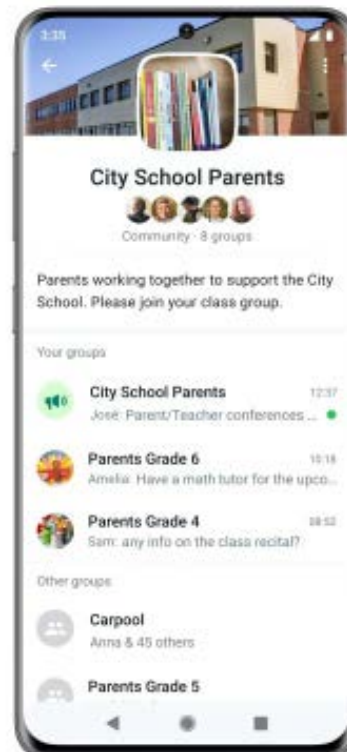 3:35
City School Parents
Community · 8 groups
Parents working together to support the City
School. Please join your class group.
Your groups
City School Parents 12:37
José: Parent/Teacher conferences ...
Parents Grade 6 10:18
Amelia: Have a math tutor for the upco...
Parents Grade 4 08:52
Sam: any info on the class recital?
Other groups
Carpool
Anna & 45 others
Parents Grade 5